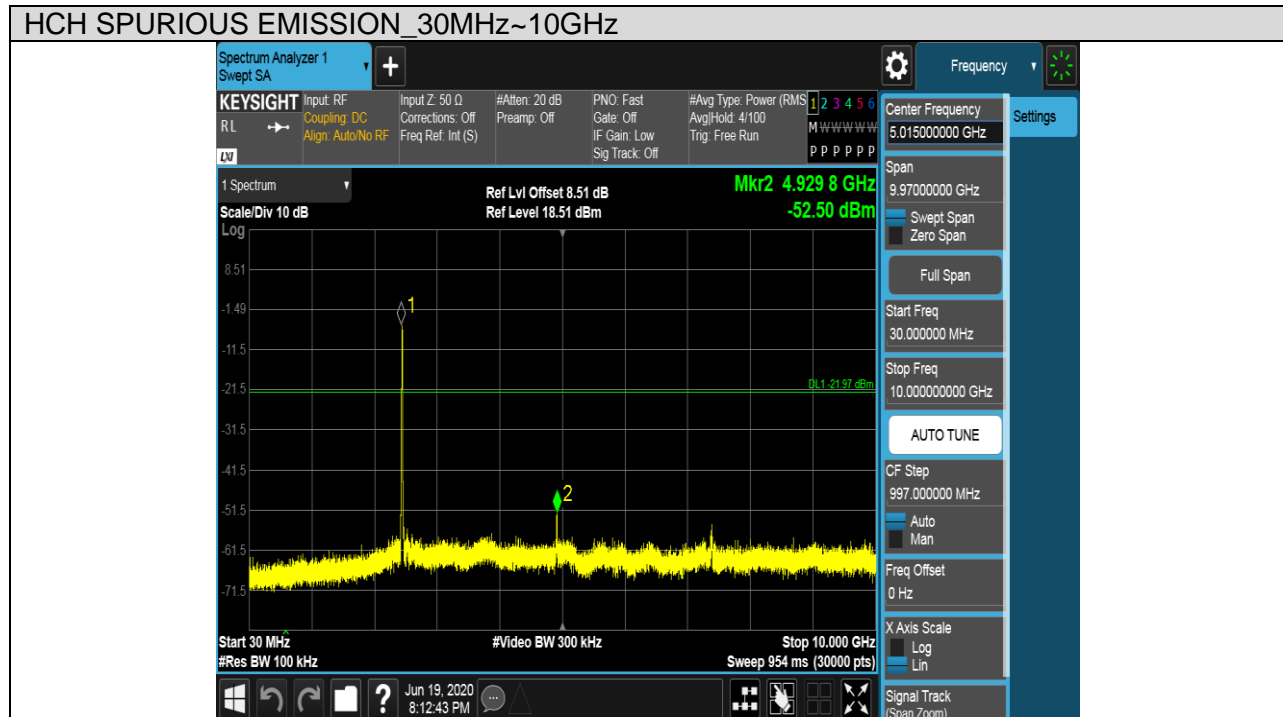 HCH SPURIOUS EMISSION_30MHz~10GHz
Spectrum Analyzer 1
Swept SA
+
Frequency
KEYSIGHT
RL
LXI
Input: RF
Coupling: DC
Align: Auto/No RF
Input Z: 50 Ω
Corrections: Off
Freq Ref: Int (S)
#Atten: 20 dB
Preamp: Off
PNO: Fast
Gate: Off
IF Gain: Low
Sig Track: Off
#Avg Type: Power (RMS
Avg|Hold: 4/100
Trig: Free Run
1 2 3 4 5 6
M W W W W W
P P P P P P
1 Spectrum
Scale/Div 10 dB
Log
Ref Lvl Offset 8.51 dB
Ref Level 18.51 dBm
Mkr2 4.929 8 GHz
-52.50 dBm
8.51
-1.49
-11.5
-21.5
-31.5
-41.5
-51.5
-61.5
-71.5
1
DL1 -21.97 dBm
2
Start 30 MHz
#Res BW 100 kHz
#Video BW 300 kHz
Stop 10.000 GHz
Sweep 954 ms (30000 pts)
?
Jun 19, 2020
8:12:43 PM
Center Frequency
5.015000000 GHz
Settings
Span
9.97000000 GHz
Swept Span
Zero Span
Full Span
Start Freq
30.000000 MHz
Stop Freq
10.000000000 GHz
AUTO TUNE
CF Step
997.000000 MHz
Auto
Man
Freq Offset
0 Hz
X Axis Scale
Log
Lin
Signal Track
(Span Zoom)